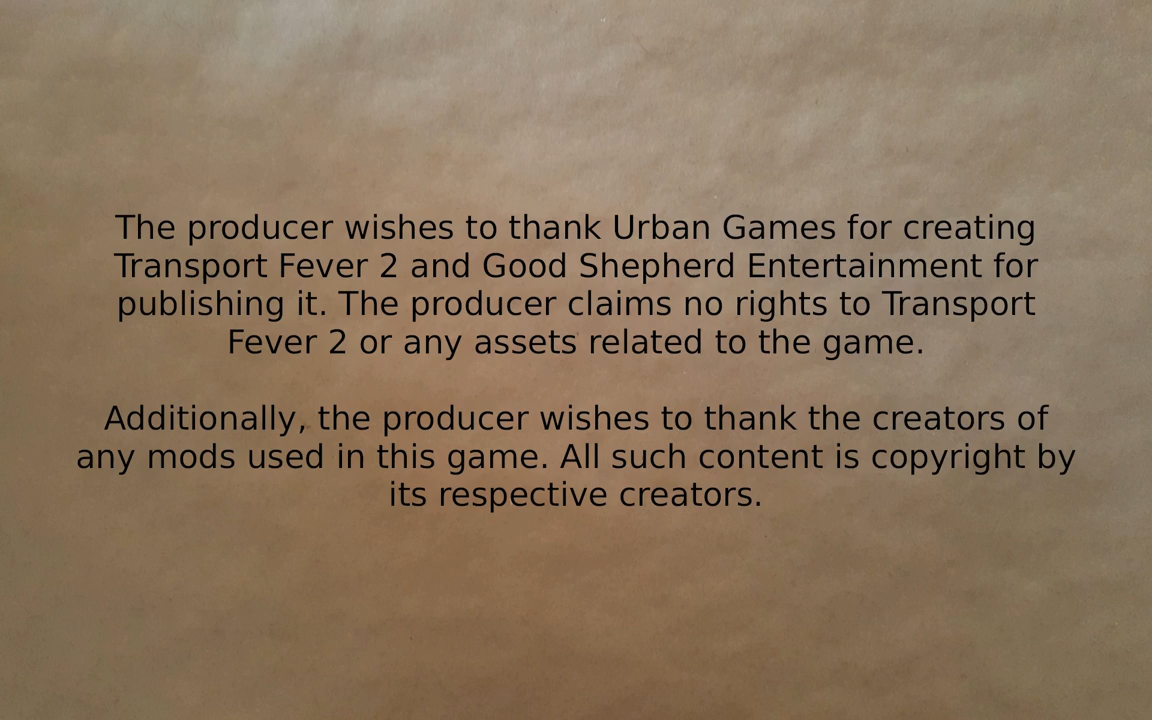 The producer wishes to thank Urban Games for creating
Transport Fever 2 and Good Shepherd Entertainment for
publishing it. The producer claims no rights to Transport
Fever 2 or any assets related to the game.
Additionally, the producer wishes to thank the creators of
any mods used in this game. All such content is copyright by
its respective creators.